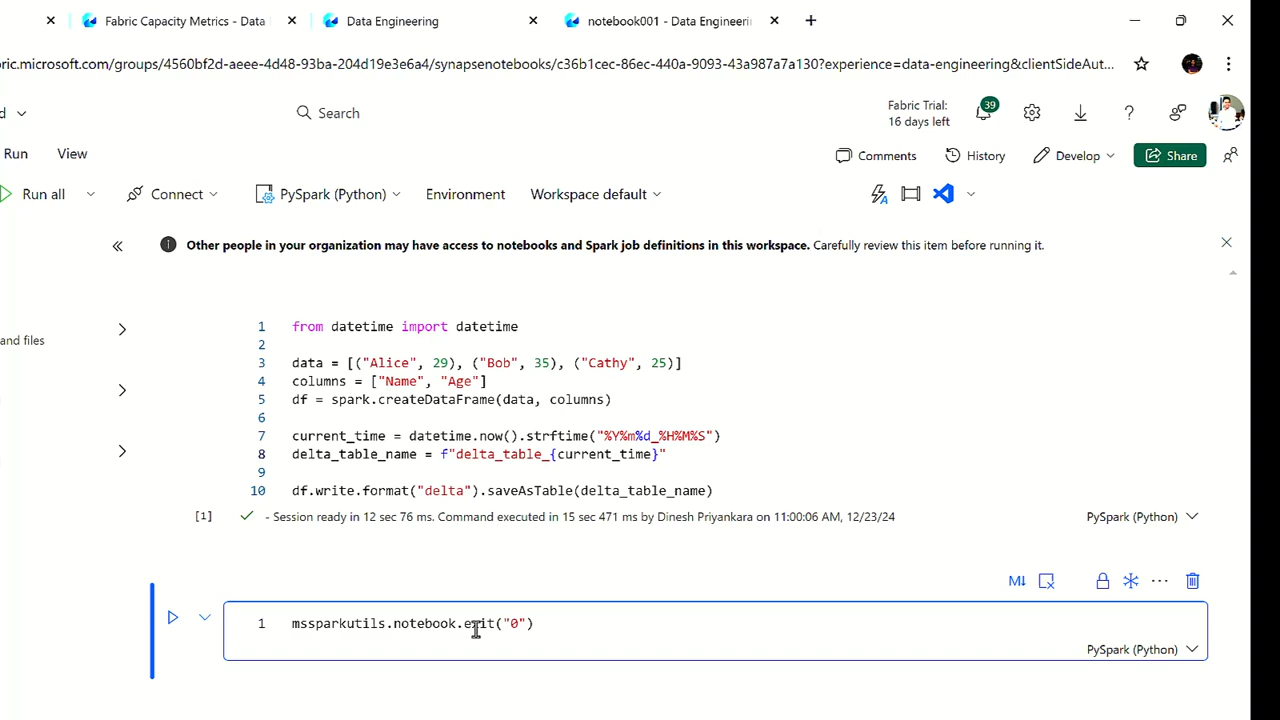 Fabric Capacity Metrics - Data
Data Engineering
notebook001 - Data Engineerin
ric.microsoft.com/groups/4560bf2d-aeee-4d48-93ba-204d19e3e6a4/synapsenotebooks/c36b1cec-86ec-440a-9093-43a987a7a130?experience=data-engineering&clientSideAut...
d
Search
Fabric Trial:
16 days left
39
Run
View
Comments
History
Develop
Share
Run all
Connect
PySpark (Python)
Environment
Workspace default
Other people in your organization may have access to notebooks and Spark job definitions in this workspace. Carefully review this item before running it.
and files
1 from datetime import datetime
2
3 data = [("Alice", 29), ("Bob", 35), ("Cathy", 25)]
4 columns = ["Name", "Age"]
5 df = spark.createDataFrame(data, columns)
6
7 current_time = datetime.now().strftime("%Y%m%d_%H%M%S")
8 delta_table_name = f"delta_table_{current_time}"
9
10 df.write.format("delta").saveAsTable(delta_table_name)
[1] - Session ready in 12 sec 76 ms. Command executed in 15 sec 471 ms by Dinesh Priyankara on 11:00:06 AM, 12/23/24
PySpark (Python)
M↓
1 mssparkutils.notebook.exit("0")
PySpark (Python)